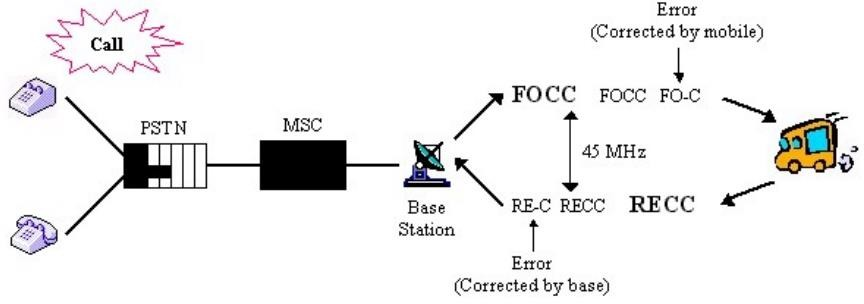 Error
(Corrected by mobile)
Call
FOCC FOCC FO-C
PSTN
MSC
45 MHz
Base
Station
RE-C RECC RECC
Error
(Corrected by base)